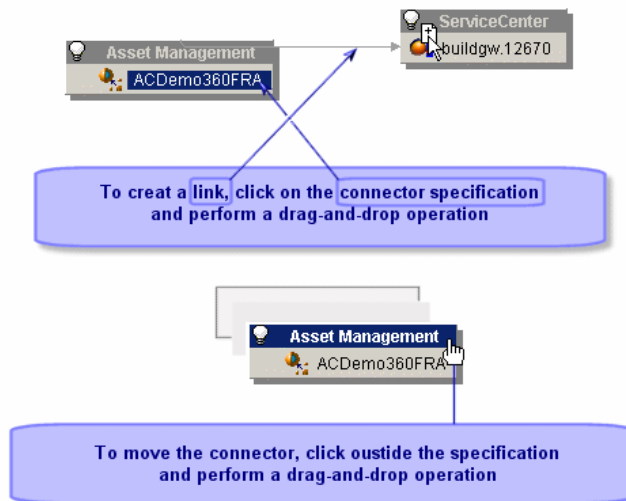 ServiceCenter
buildgw.12670
Asset Management
ACDemo360FRA
To creat a link, click on the connector specification
and perform a drag-and-drop operation
Asset Management
ACDemo360FRA
To move the connector, click oustide the specification
and perform a drag-and-drop operation